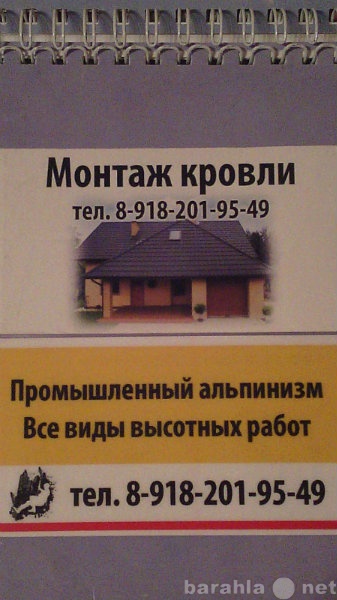 Монтаж кровли
тел. 8-918-201-95-49
Промышленный альпинизм
Все виды высотных работ
тел. 8-918-201-95-49
barahla net